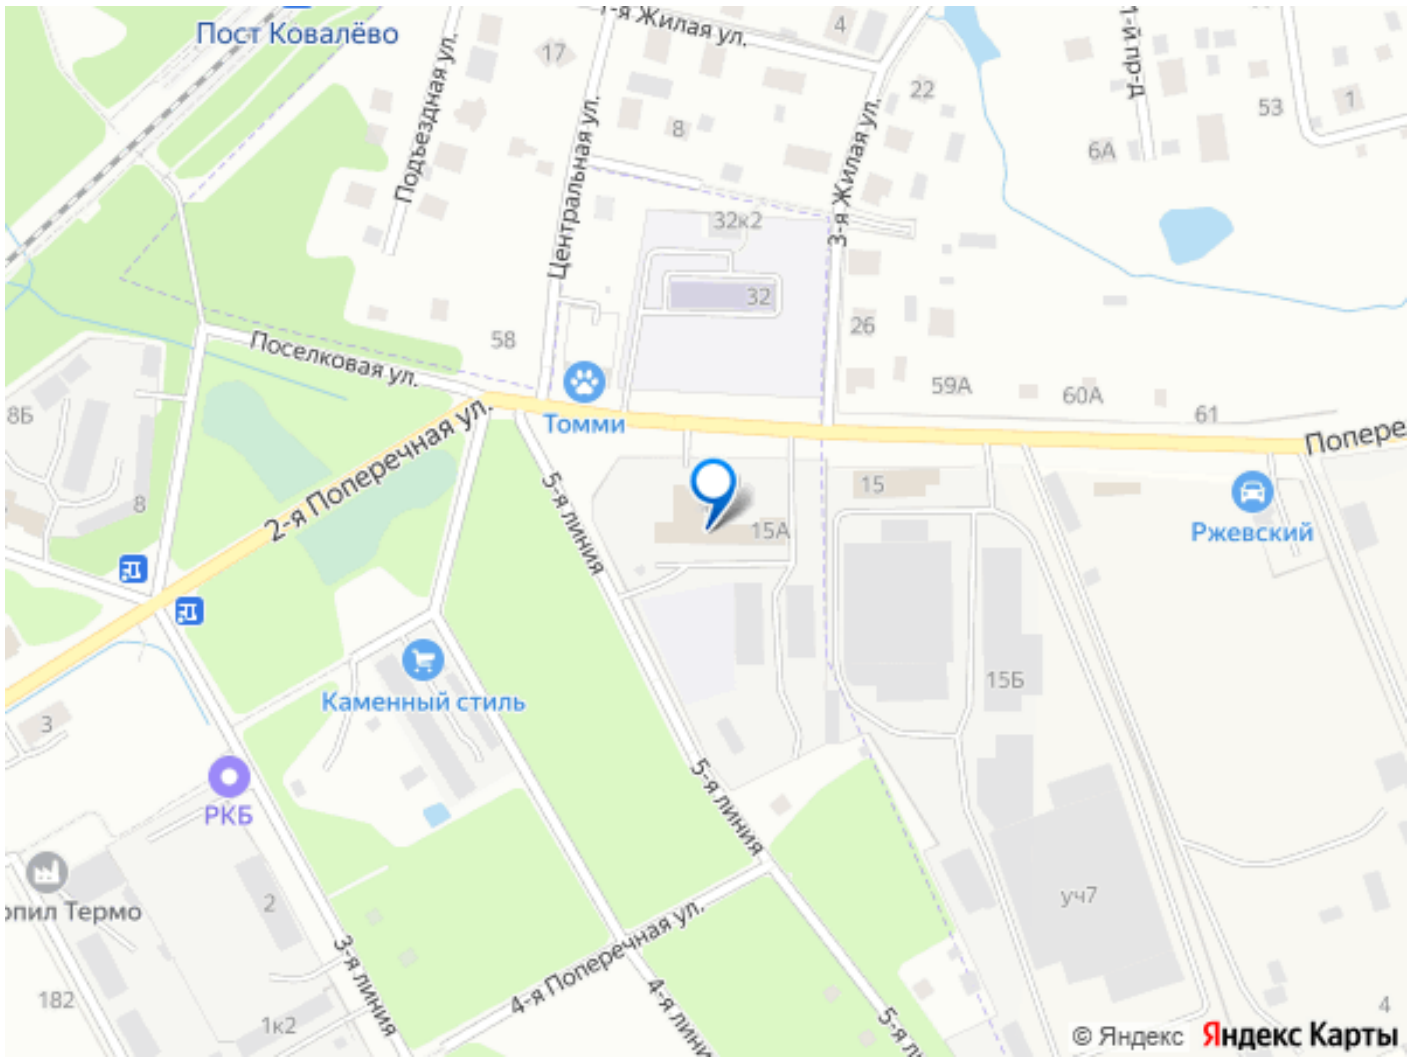 Пост Ковалёво
1-я Жилая ул.
4
17
Подъездная ул.
Центральная ул.
8
22
3-я Жилая ул.
1-й пр-д
53
1
6А
32к2
32
58
26
Поселковая ул.
59А
60А
61
Попере
Томми
8Б
2-я Поперечная ул.
5-я линия
8
15
15А
Ржевский
Каменный стиль
15Б
3
РКБ
5-я линия
уч7
опил Термо
2
3-я линия
4-я Поперечная ул.
4-я лини
5-я л
182
1к2
4
© Яндекс Яндекс Карты